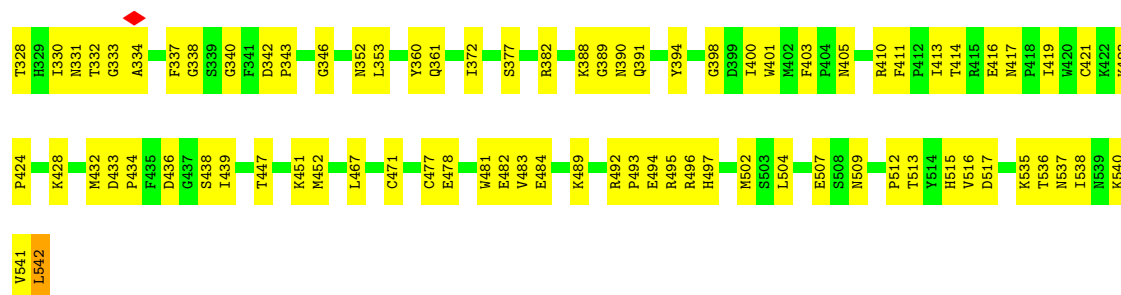 T328 H329 I330 N331 T332 G333 A334 F337 G338 S339 G340 F341 D342 P343 G346 N352 L353 Y360 Q361 I372 S377 R382 K388 G389 N390 Q391 Y394 G398 D399 I400 W401 M402 F403 P404 N405 R410 F411 P412 I413 T414 R415 E416 N417 P418 I419 W420 C421 K422
P424 K428 M432 D433 P434 F435 D436 G437 S438 I439 T447 K451 M452 L467 C471 C477 E478 W481 E482 V483 E484 K489 R492 P493 E494 R495 R496 H497 M502 S503 L504 E507 S508 N509 P512 T513 Y514 H515 V516 D517 K535 T536 N537 I538 N539 K540
V541 L542